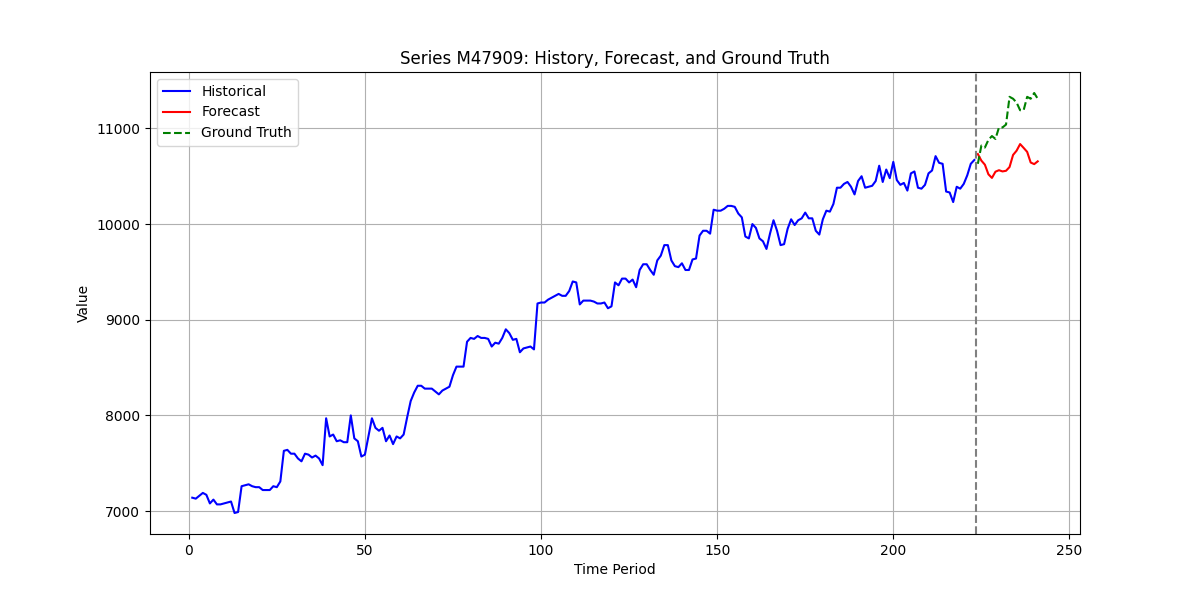 Series M47909: History, Forecast, and Ground Truth
Historical
Forecast
Ground Truth
11000
10000
9000
8000
7000
Value
0
50
100
150
200
250
Time Period